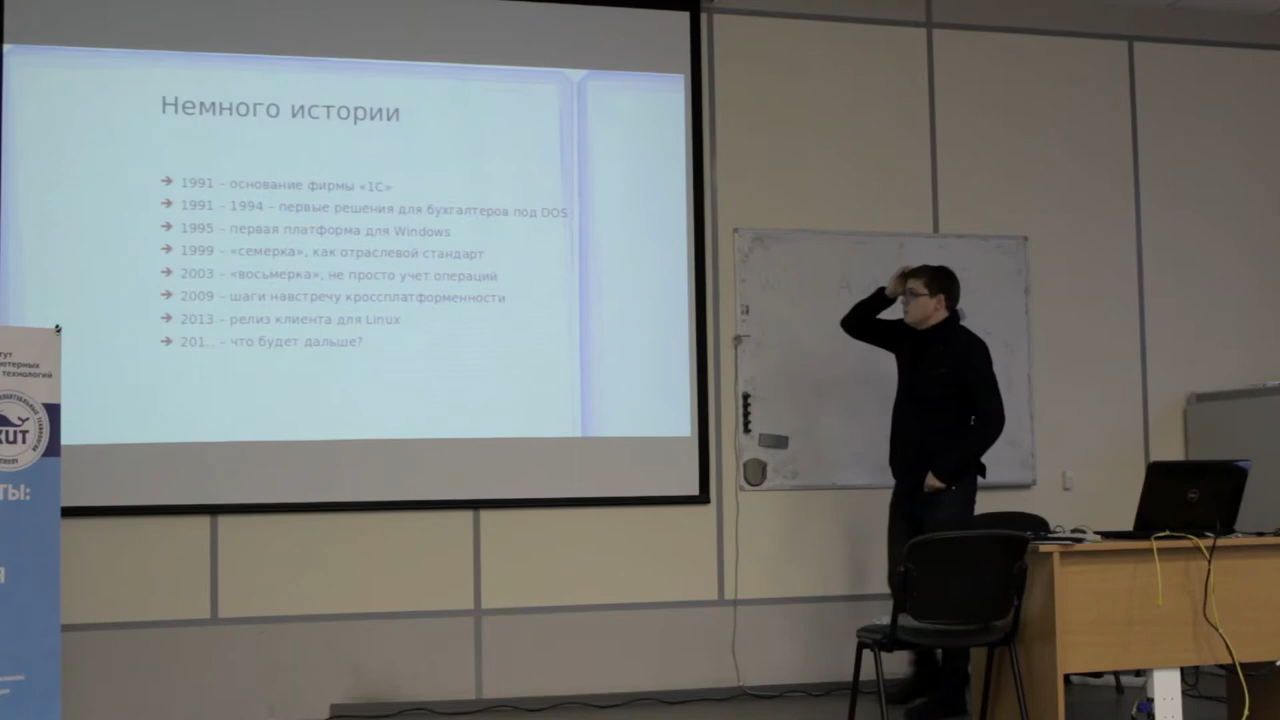 Немного истории
1991 – основание фирмы «1С»
1991 – 1994 – первые решения для бухгалтеров под DOS
1995 – первая платформа для Windows
1999 – «семерка», как отраслевой стандарт
2003 – «восьмерка», не просто учет операций
2009 – шаги навстречу кроссплатформенности
2013 – релиз клиента для Linux
201.. – что будет дальше?
технологий